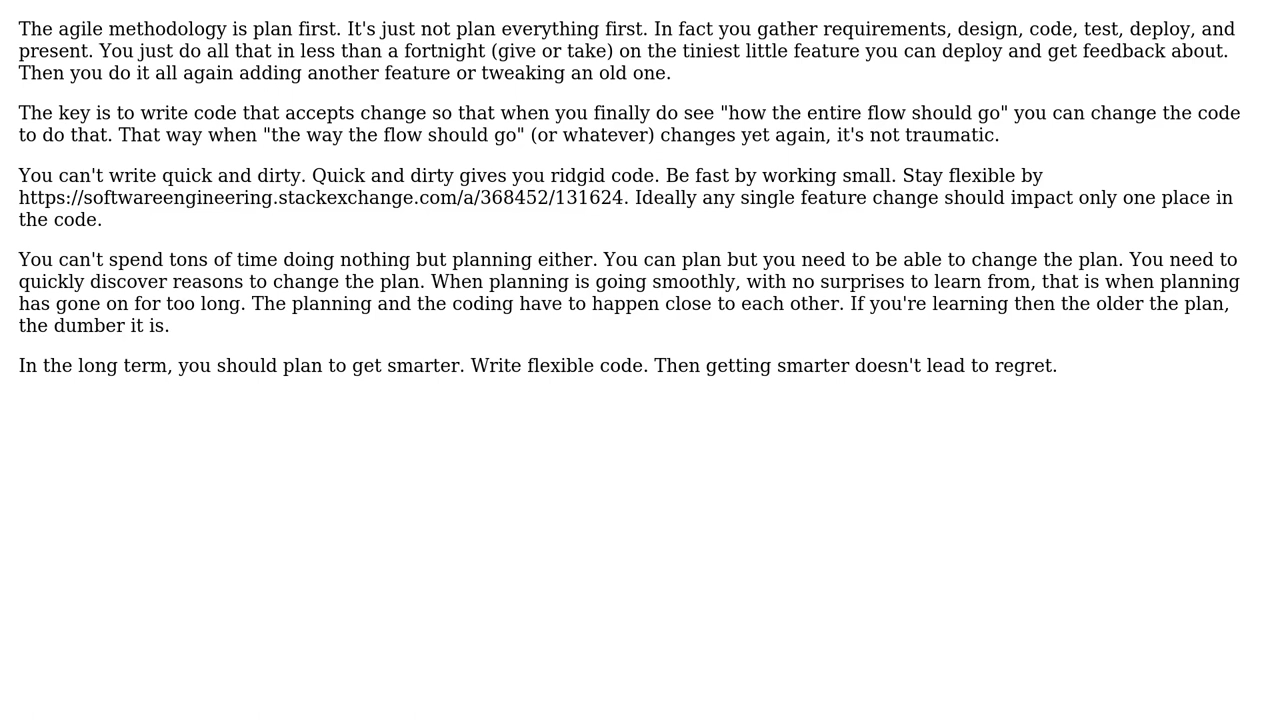 The agile methodology is plan first. It's just not plan everything first. In fact you gather requirements, design, code, test, deploy, and
present. You just do all that in less than a fortnight (give or take) on the tiniest little feature you can deploy and get feedback about.
Then you do it all again adding another feature or tweaking an old one.
The key is to write code that accepts change so that when you finally do see "how the entire flow should go" you can change the code
to do that. That way when "the way the flow should go" (or whatever) changes yet again, it's not traumatic.
You can't write quick and dirty. Quick and dirty gives you ridgid code. Be fast by working small. Stay flexible by
https://softwareengineering.stackexchange.com/a/368452/131624. Ideally any single feature change should impact only one place in
the code.
You can't spend tons of time doing nothing but planning either. You can plan but you need to be able to change the plan. You need to
quickly discover reasons to change the plan. When planning is going smoothly, with no surprises to learn from, that is when planning
has gone on for too long. The planning and the coding have to happen close to each other. If you're learning then the older the plan,
the dumber it is.
In the long term, you should plan to get smarter. Write flexible code. Then getting smarter doesn't lead to regret.